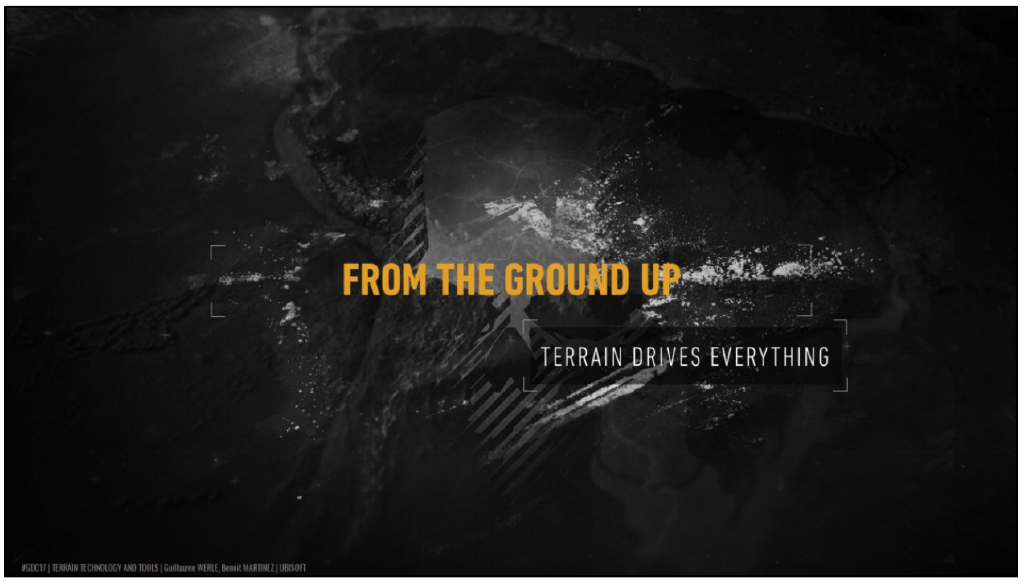 FROM THE GROUND UP
TERRAIN DRIVES EVERYTHING
#GDC17 | TERRAIN TECHNOLOGY AND TOOLS | Guillaume WERLE, Benoit MARTINEZ | UBISOFT